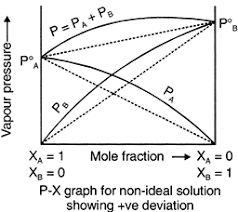 P = P_A + P_B
P°_B
P°_A
Vapour pressure →
P_B
P_A
X_A = 1 Mole fraction → X_A = 0
X_B = 0 X_B = 1
P-X graph for non-ideal solution
showing +ve deviation